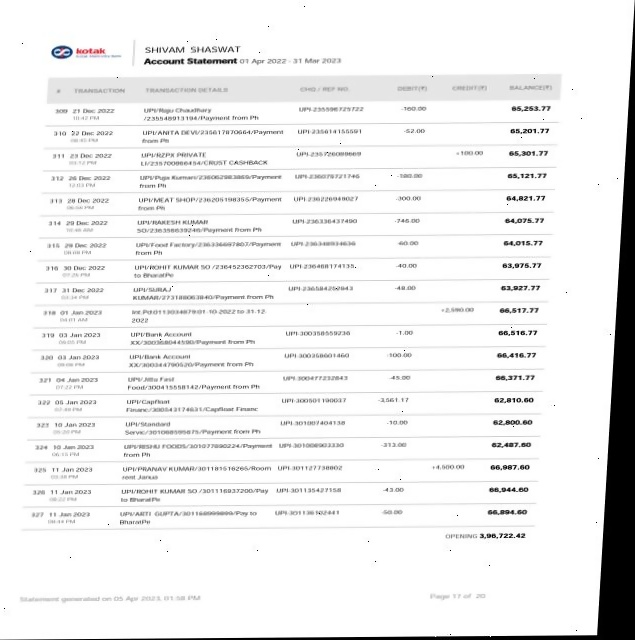 kotak
Kotak Mahindra Bank
SHIVAM SHASWAT
Account Statement 01 Apr 2022 - 31 Mar 2023
# TRANSACTION TRANSACTION DETAILS CHQ / REF NO. DEBIT(₹) CREDIT(₹) BALANCE(₹)
309 21 Dec 2022 UPI/Raju Chaudhary UPI-235596725722 -160.00 65,253.77
10:42 PM /235548913194/Payment from Ph
310 22 Dec 2022 UPI/ANITA DEVI/235617870664/Payment UPI-235614155591 -52.00 65,201.77
08:45 PM from Ph
311 23 Dec 2022 UPI/RZPX PRIVATE UPI-235726089669 +100.00 65,301.77
03:12 PM LI/235700866454/CRUST CASHBACK
312 26 Dec 2022 UPI/Puja Kumari/236062983869/Payment UPI-236079721746 -180.00 65,121.77
12:03 PM from Ph
313 28 Dec 2022 UPI/MEAT SHOP/236205198355/Payment UPI-236226948027 -300.00 64,821.77
06:56 PM from Ph
314 29 Dec 2022 UPI/RAKESH KUMAR UPI-236336437490 -746.00 64,075.77
10:46 AM SO/236358639246/Payment from Ph
315 29 Dec 2022 UPI/Food Factory/236336697807/Payment UPI-236348934636 -60.00 64,015.77
08:08 PM from Ph
316 30 Dec 2022 UPI/ROHIT KUMAR SO /236452362703/Pay UPI-236468174135 -40.00 63,975.77
07:25 PM to BharatPe
317 31 Dec 2022 UPI/SURAJ UPI-236584252843 -48.00 63,927.77
03:34 PM KUMAR/273188063840/Payment from Ph
318 01 Jan 2023 Int.Pd:0113034879:01-10-2022 to 31-12- +2,590.00 66,517.77
04:01 AM 2022
319 03 Jan 2023 UPI/Bank Account UPI-300358559236 -1.00 66,516.77
09:05 PM XX/300368044590/Payment from Ph
320 03 Jan 2023 UPI/Bank Account UPI-300358601460 -100.00 66,416.77
09:06 PM XX/300344790520/Payment from Ph
321 04 Jan 2023 UPI/Jittu Fast UPI-300477232643 -45.00 66,371.77
07:22 PM Food/300415558142/Payment from Ph
322 05 Jan 2023 UPI/Capfloat UPI-300501190037 -3,561.17 62,810.60
07:49 PM Financ/300543174631/Capfloat Financ
323 10 Jan 2023 UPI/Standard UPI-301007404138 -10.00 62,800.60
05:20 PM Servic/301068595675/Payment from Ph
324 10 Jan 2023 UPI/RISHU FOODS/301077880224/Payment UPI-301008903330 -313.00 62,487.60
06:15 PM from Ph
325 11 Jan 2023 UPI/PRANAV KUMAR/301181516265/Room UPI-301127738802 +4,500.00 66,987.60
rent Janua
326 11 Jan 2023 UPI/ROHIT KUMAR SO /301116937200/Pay UPI-301135427158 -43.00 66,944.60
08:22 PM to BharatPe
327 11 Jan 2023 UPI/ARTI GUPTA/301168999899/Pay to UPI-301136102441 -50.00 66,894.60
08:44 PM BharatPe
OPENING 3,96,722.42
Statement generated on 05 Apr 2023, 01:58 PM Page 17 of 20